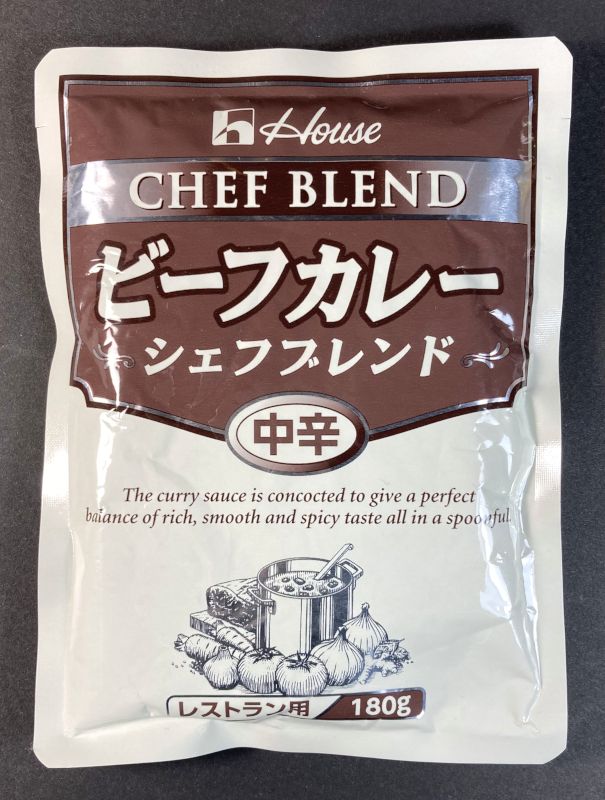 House
CHEF BLEND
ビーフカレー
シェフブレンド
中辛
The curry sauce is concocted to give a perfect
balance of rich, smooth and spicy taste all in a spoonful.
レストラン用 180g